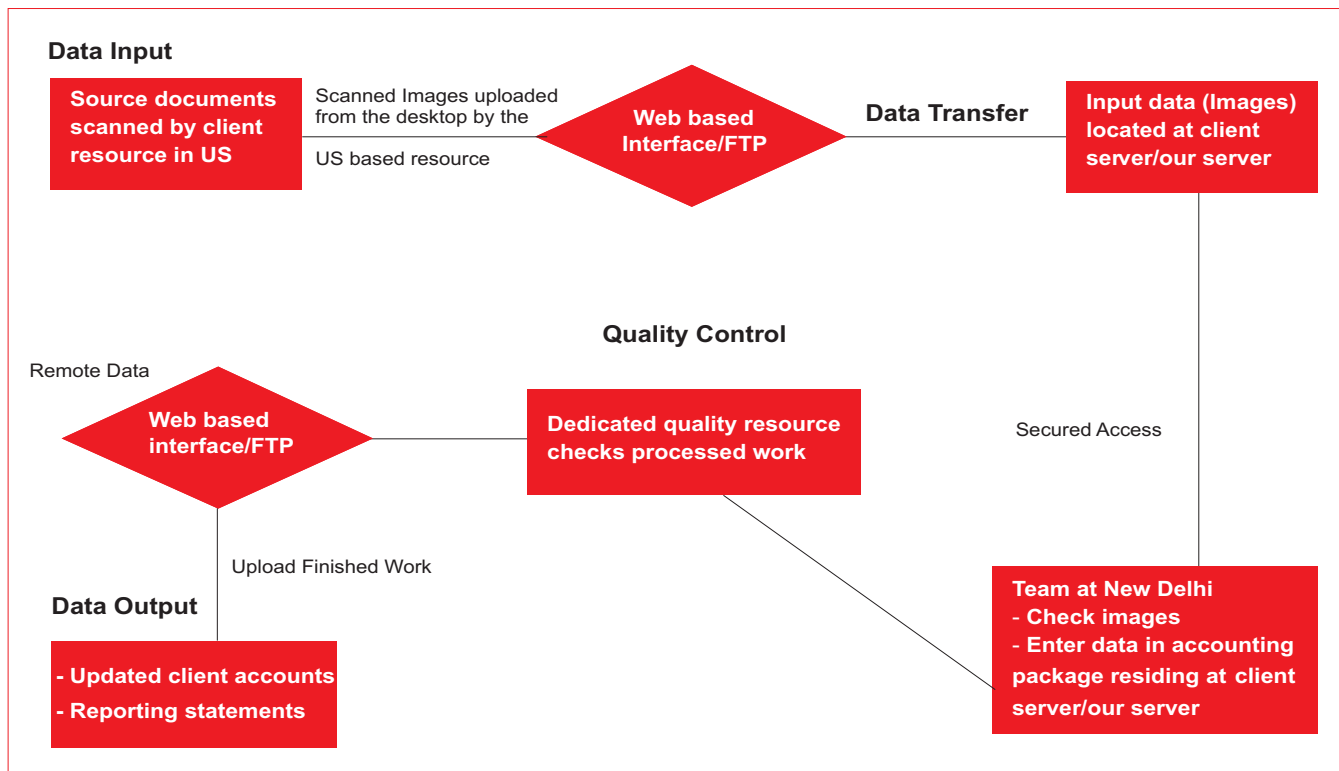 Data Input
Source documents
scanned by client
resource in US
Scanned Images uploaded
from the desktop by the
US based resource
Web based
Interface/FTP
Data Transfer
Input data (Images)
located at client
server/our server
Secured Access
Team at New Delhi
- Check images
- Enter data in accounting
package residing at client
server/our server
Quality Control
Dedicated quality resource
checks processed work
Remote Data
Web based
interface/FTP
Upload Finished Work
Data Output
- Updated client accounts
- Reporting statements